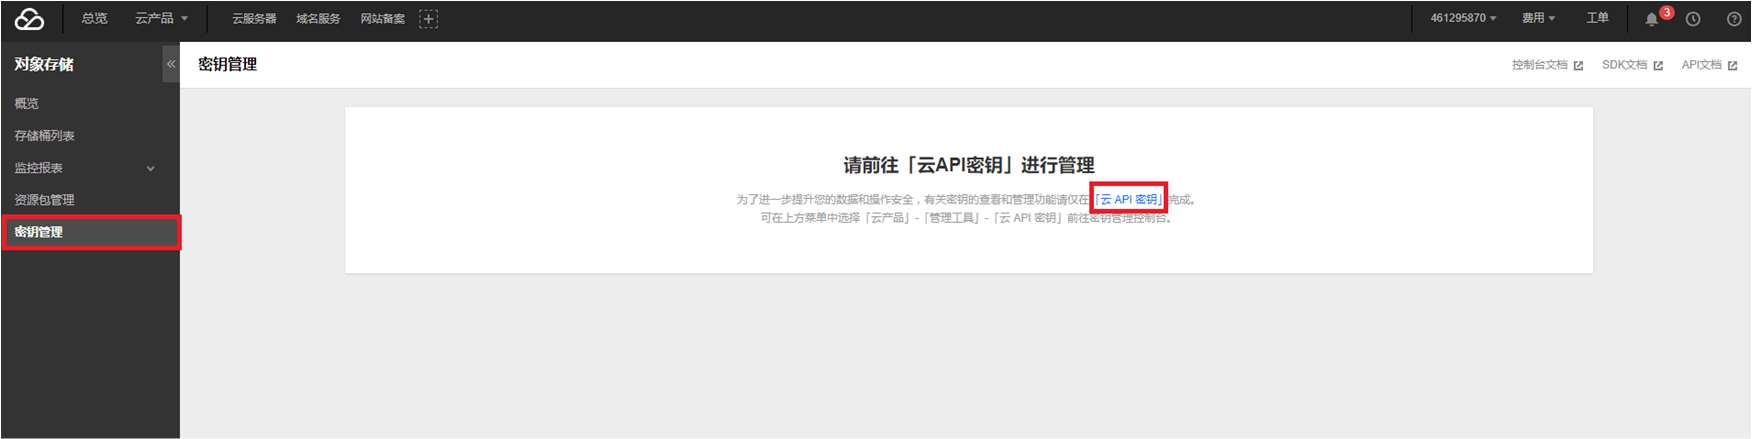 总览 云产品 云服务器 域名服务 网站备案 461295870 费用 工单 3
对象存储
密钥管理 控制台文档 SDK文档 API文档
概览
存储桶列表
监控报表
资源包管理
密钥管理
请前往「云API密钥」进行管理
为了进一步提升您的数据和操作安全，有关密钥的查看和管理功能请仅在「云 API 密钥」完成。
可在上方菜单中选择「云产品」-「管理工具」-「云 API 密钥」前往密钥管理控制台。